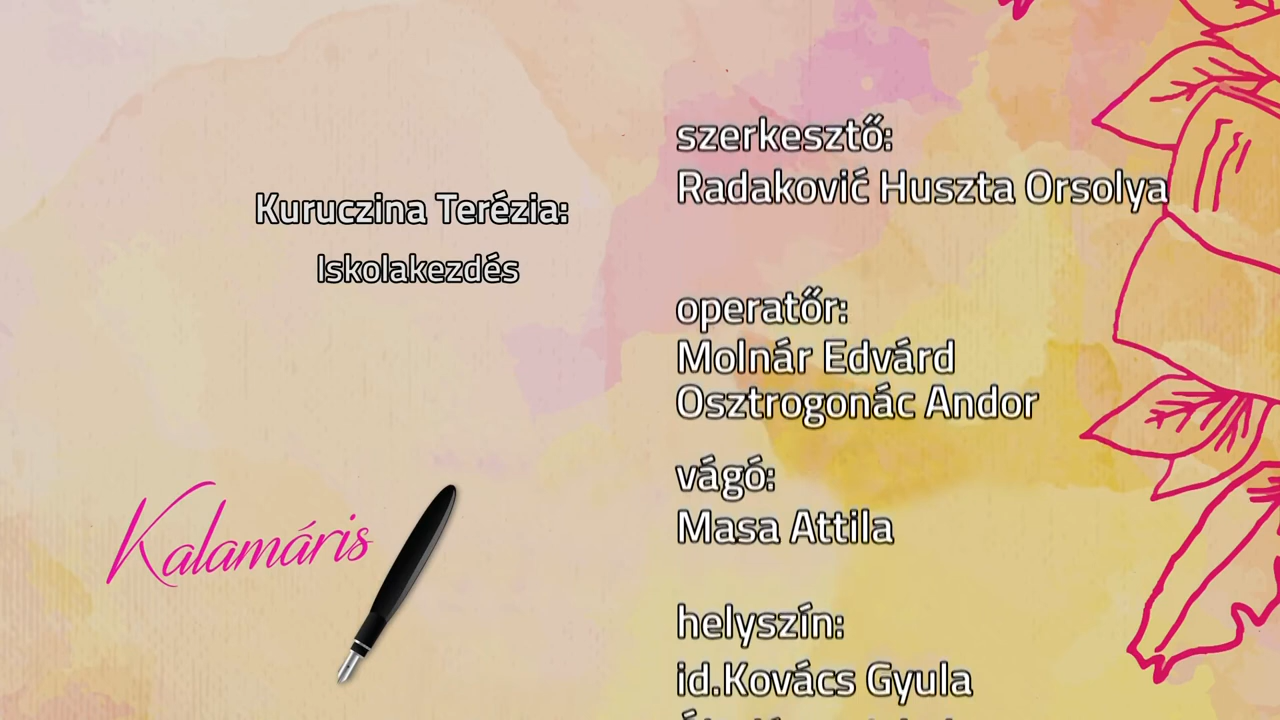 Kuruczina Terézia:
Iskolakezdés
Kalamáris
szerkesztő:
Radaković Huszta Orsolya
operatőr:
Molnár Edvárd
Osztrogonác Andor
vágó:
Masa Attila
helyszín:
id.Kovács Gyula